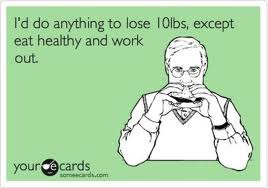 I'd do anything to lose 10lbs, except
eat healthy and work
out.
your ecards
someecards.com